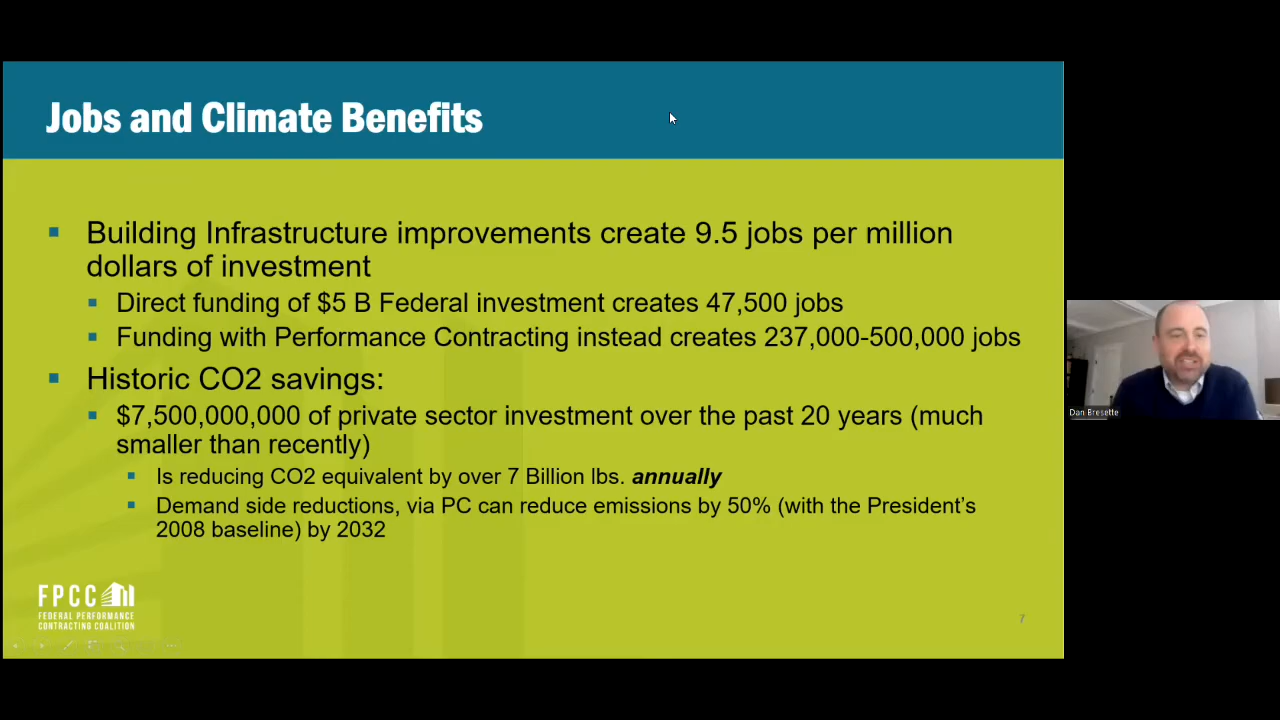 Jobs and Climate Benefits
Building Infrastructure improvements create 9.5 jobs per million
dollars of investment
Direct funding of $5 B Federal investment creates 47,500 jobs
Funding with Performance Contracting instead creates 237,000-500,000 jobs
Historic CO2 savings:
$7,500,000,000 of private sector investment over the past 20 years (much
smaller than recently)
Is reducing CO2 equivalent by over 7 Billion lbs. annually
Demand side reductions, via PC can reduce emissions by 50% (with the President's
2008 baseline) by 2032
FPCC
FEDERAL PERFORMANCE
CONTRACTING COALITION
7
Dan Bresette